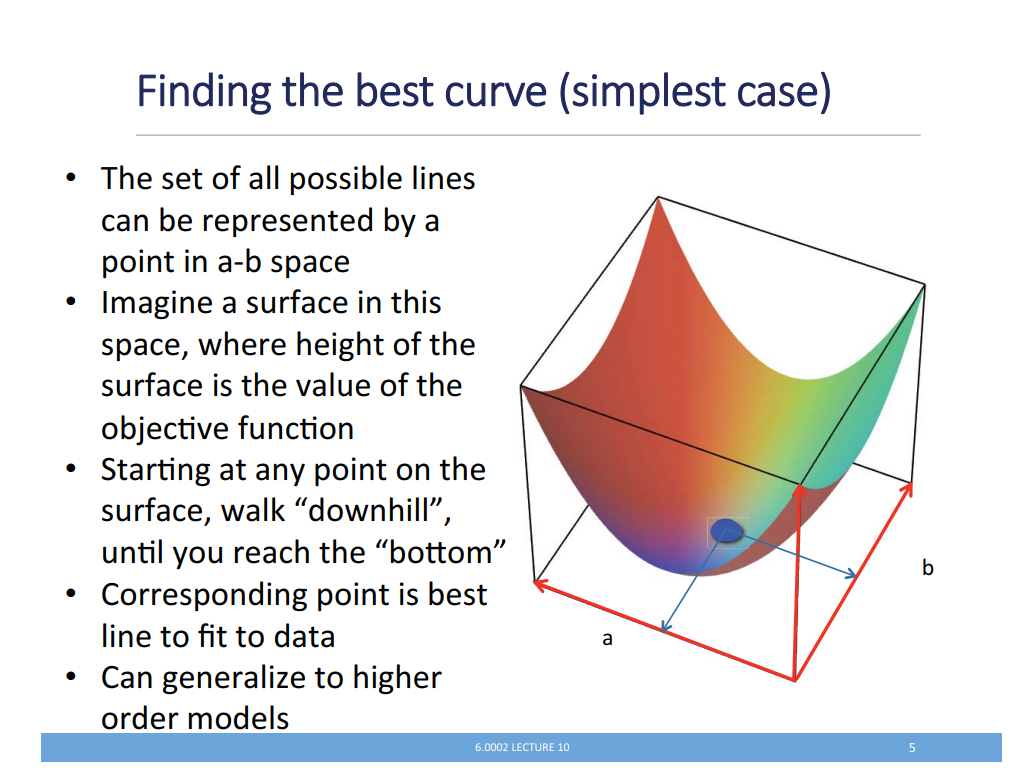 Finding the best curve (simplest case)
• The set of all possible lines
can be represented by a
point in a-b space
• Imagine a surface in this
space, where height of the
surface is the value of the
objective function
• Starting at any point on the
surface, walk “downhill”,
until you reach the “bottom”
• Corresponding point is best
line to fit to data
• Can generalize to higher
order models
b
a
6.0002 LECTURE 10
5